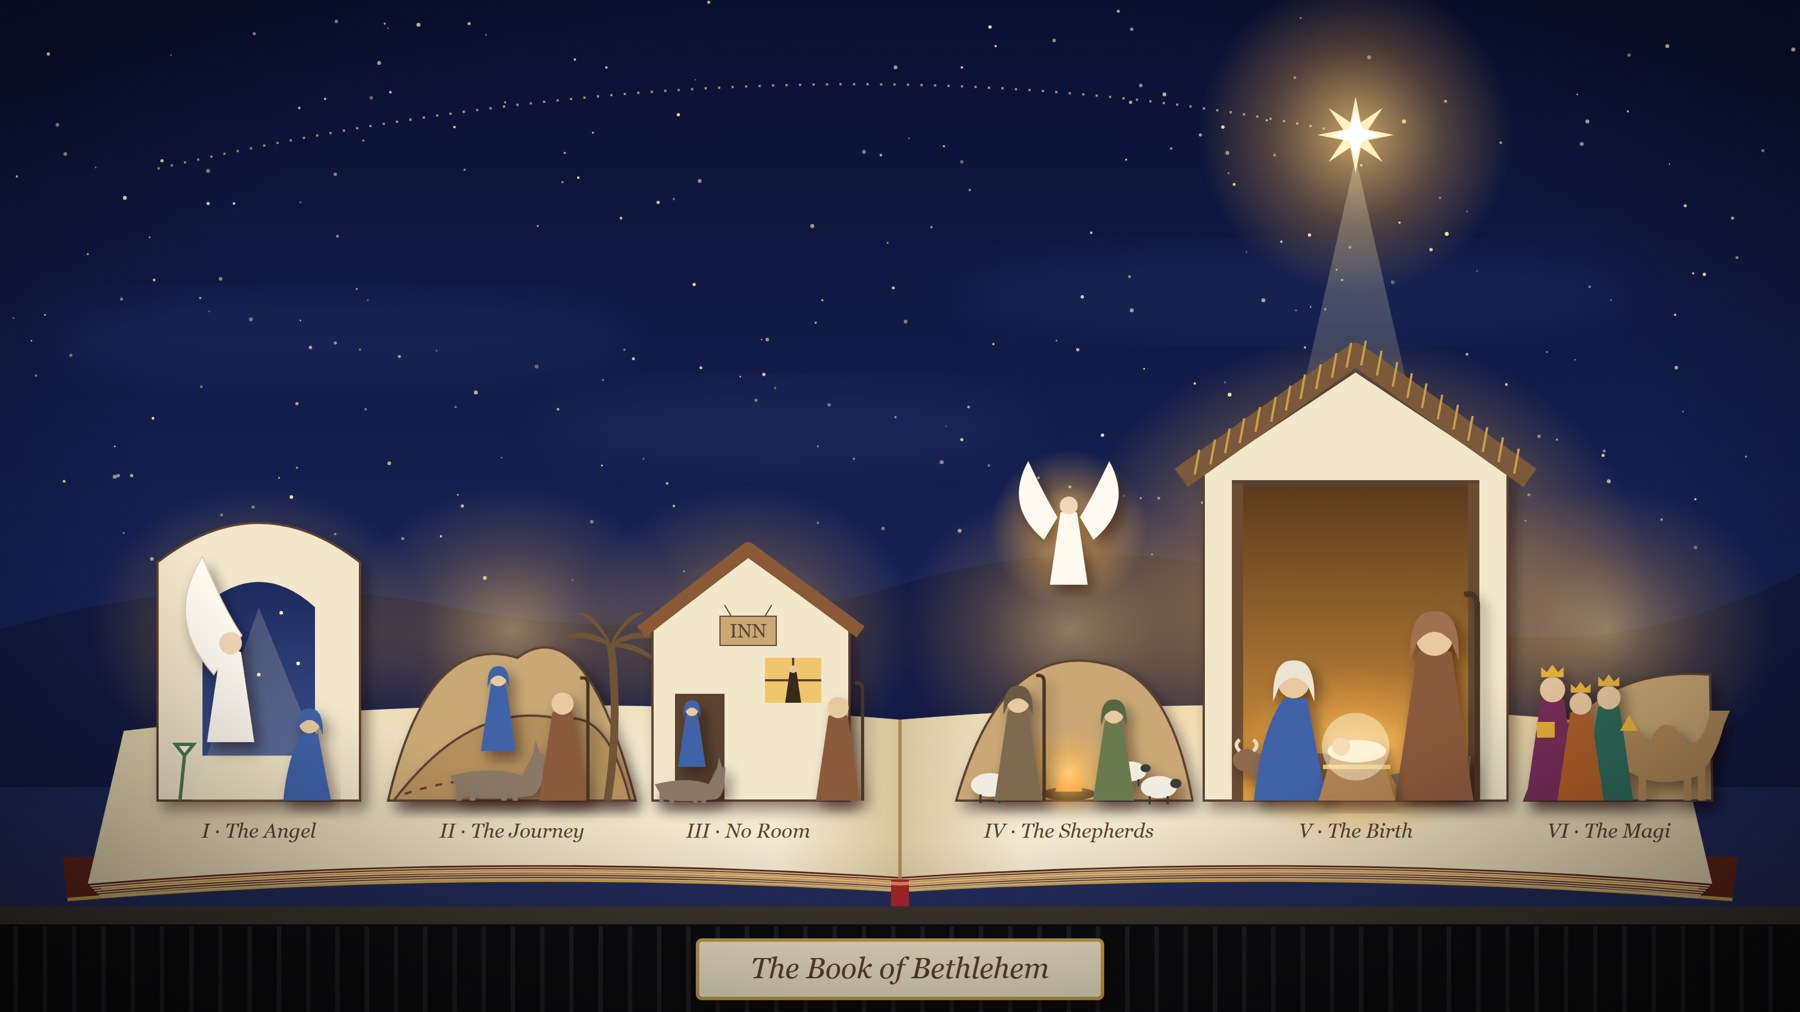 INN
I · The Angel
II · The Journey
III · No Room
IV · The Shepherds
V · The Birth
VI · The Magi
The Book of Bethlehem